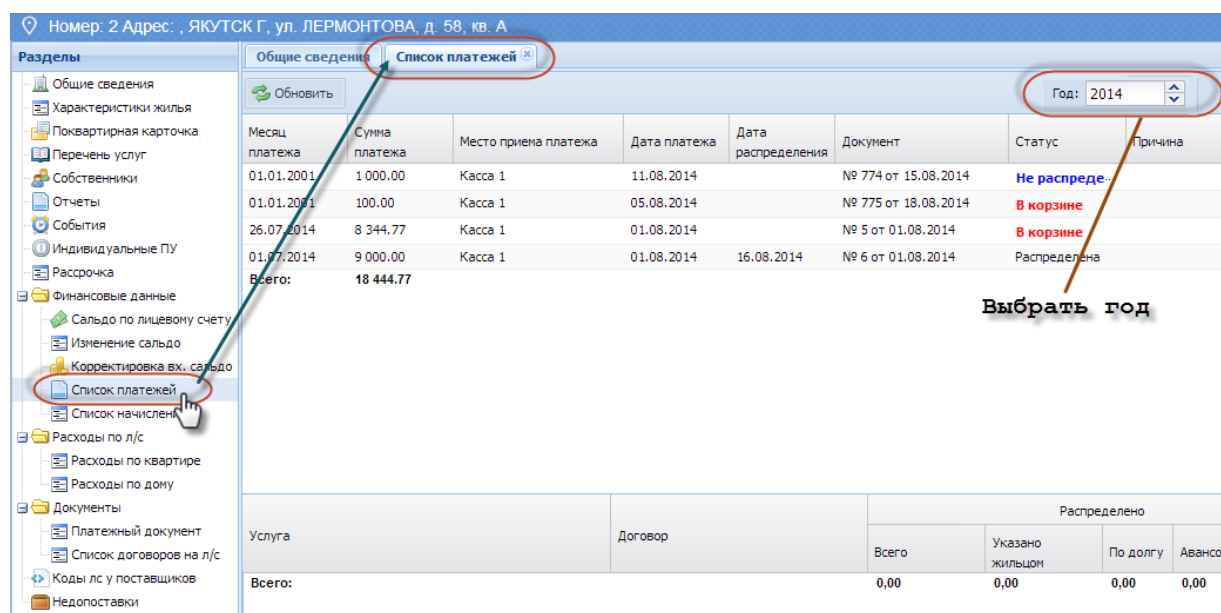 Номер: 2 Адрес: , ЯКУТСК Г, ул. ЛЕРМОНТОВА, д. 58, кв. А
Разделы
Общие сведения
Характеристики жилья
Поквартирная карточка
Перечень услуг
Собственники
Отчеты
События
Индивидуальные ПУ
Рассрочка
Финансовые данные
Сальдо по лицевому счету
Изменение сальдо
Корректировка вх. сальдо
Список платежей
Список начислен
Расходы по л/с
Расходы по квартире
Расходы по дому
Документы
Платежный документ
Список договоров на л/с
Коды лс у поставщиков
Недопоставки
Общие сведения Список платежей
Обновить Год: 2014
Месяц платежа Сумма платежа Место приема платежа Дата платежа Дата распределения Документ Статус Причина
01.01.2001 1 000.00 Касса 1 11.08.2014 № 774 от 15.08.2014 Не распреде...
01.01.2001 100.00 Касса 1 05.08.2014 № 775 от 18.08.2014 В корзине
26.07.2014 8 344.77 Касса 1 01.08.2014 № 5 от 01.08.2014 В корзине
01.07.2014 9 000.00 Касса 1 01.08.2014 16.08.2014 № 6 от 01.08.2014 Распределена
Всего: 18 444.77
Выбрать год
Распределено
Услуга Договор Всего Указано жильцом По долгу Авансо
Всего: 0,00 0,00 0,00 0,00